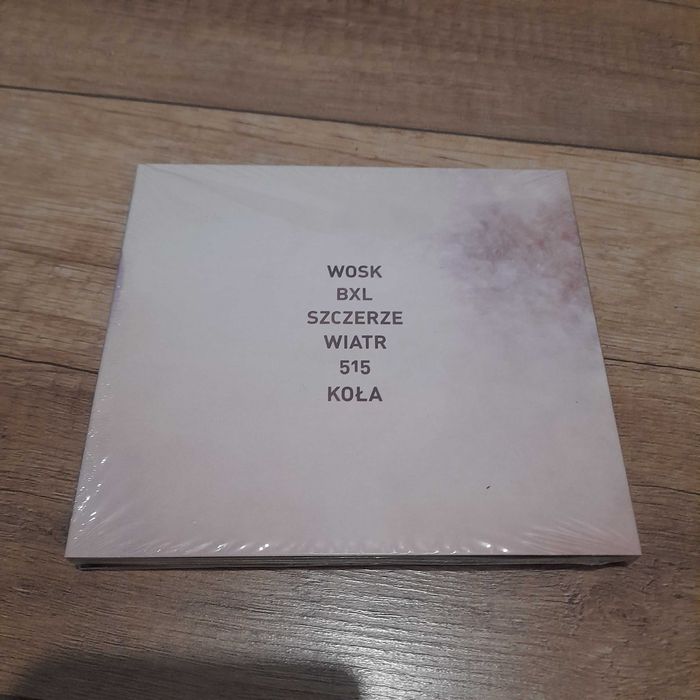 WOSK
BXL
SZCZERZE
WIATR
515
KOŁA